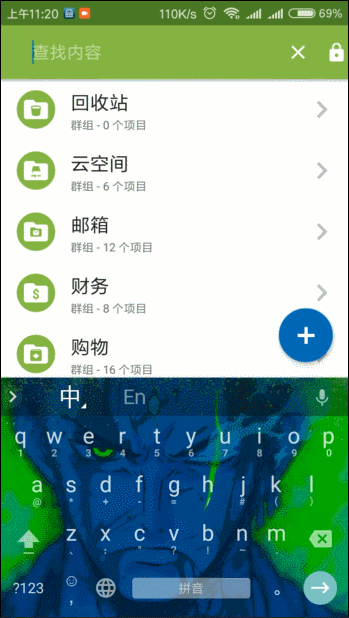 上午11:20 110K/s 69%
查找内容
回收站
群组 - 0 个项目
云空间
群组 - 6 个项目
邮箱
群组 - 12 个项目
财务
群组 - 8 个项目
购物
群组 - 16 个项目
中 En
q w e r t y u i o p
1 2 3 4 5 6 7 8 9 0
a s d f g h j k l
@ * + - = / # ( )
z x c v b n m
、 : " ? ! ~ .
?123 , 拼音 。